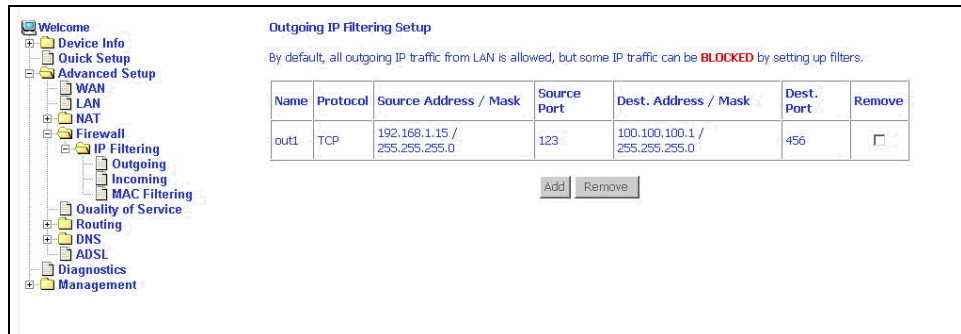 Welcome
Device Info
Quick Setup
Advanced Setup
WAN
LAN
NAT
Firewall
IP Filtering
Outgoing
Incoming
MAC Filtering
Quality of Service
Routing
DNS
ADSL
Diagnostics
Management
Outgoing IP Filtering Setup
By default, all outgoing IP traffic from LAN is allowed, but some IP traffic can be BLOCKED by setting up filters.
Name Protocol Source Address / Mask Source Port Dest. Address / Mask Dest. Port Remove
out1 TCP 192.168.1.15 / 255.255.255.0 123 100.100.100.1 / 255.255.255.0 456
Add Remove